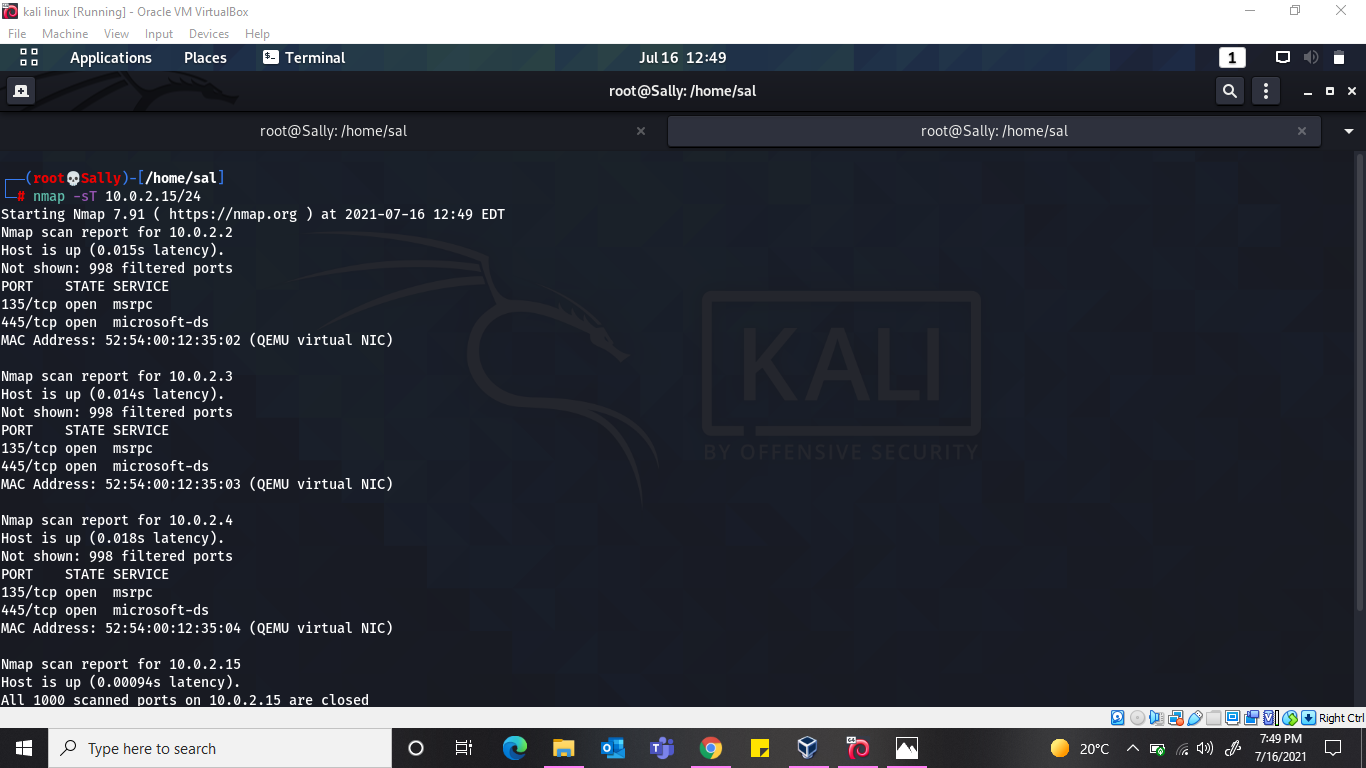 kali linux [Running] - Oracle VM VirtualBox
File Machine View Input Devices Help
Applications Places Terminal Jul 16 12:49 1
root@Sally: /home/sal
root@Sally: /home/sal root@Sally: /home/sal
┌──(root💀Sally)-[/home/sal]
└─# nmap -sT 10.0.2.15/24
Starting Nmap 7.91 ( https://nmap.org ) at 2021-07-16 12:49 EDT
Nmap scan report for 10.0.2.2
Host is up (0.015s latency).
Not shown: 998 filtered ports
PORT    STATE SERVICE
135/tcp open  msrpc
445/tcp open  microsoft-ds
MAC Address: 52:54:00:12:35:02 (QEMU virtual NIC)
Nmap scan report for 10.0.2.3
Host is up (0.014s latency).
Not shown: 998 filtered ports
PORT    STATE SERVICE
135/tcp open  msrpc
445/tcp open  microsoft-ds
MAC Address: 52:54:00:12:35:03 (QEMU virtual NIC)
Nmap scan report for 10.0.2.4
Host is up (0.018s latency).
Not shown: 998 filtered ports
PORT    STATE SERVICE
135/tcp open  msrpc
445/tcp open  microsoft-ds
MAC Address: 52:54:00:12:35:04 (QEMU virtual NIC)
Nmap scan report for 10.0.2.15
Host is up (0.00094s latency).
All 1000 scanned ports on 10.0.2.15 are closed
KALI
BY OFFENSIVE SECURITY
Right Ctrl
Type here to search
20°C
7:49 PM
7/16/2021